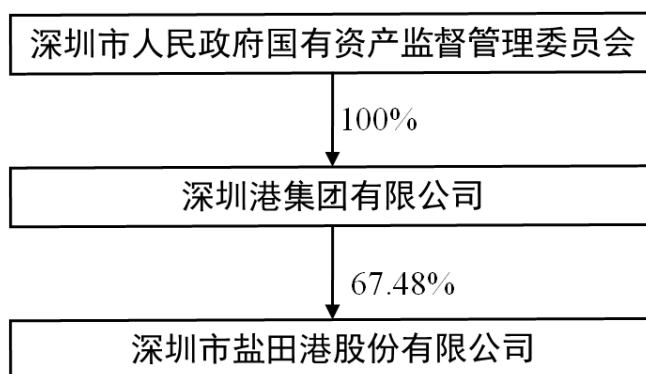 深圳市人民政府国有资产监督管理委员会
100%
深圳港集团有限公司
67.48%
深圳市盐田港股份有限公司